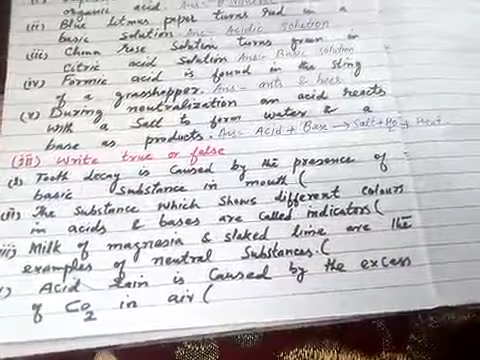 organic acid. Ans-
(ii) Blue litmus paper turns red in a
basic solution Ans- Acidic solution
(iii) China rose solution turns green in
Citric acid solution Ans:- Basic solution
(iv) Formic acid is found in the sting
of a grasshopper. Ans:- ants & bees
(v) During neutralization an acid reacts
with a Salt to form water & a
base as products. Ans:- Acid + Base → Salt + H2O + Heat
(iii) Write true or false
(i) Tooth decay is caused by the presence of
basic substance in mouth (
(ii) The substance which shows different colours
in acids & bases are called indicators (
iii) Milk of magnesia & slaked lime are the
examples of neutral Substances. (
) Acid rain is caused by the excess
of CO2 in air (